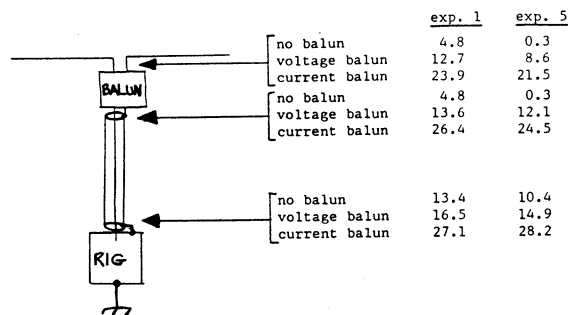 exp. 1 exp. 5
no balun 4.8 0.3
voltage balun 12.7 8.6
current balun 23.9 21.5
BALUN
no balun 4.8 0.3
voltage balun 13.6 12.1
current balun 26.4 24.5
no balun 13.4 10.4
voltage balun 16.5 14.9
current balun 27.1 28.2
RIG